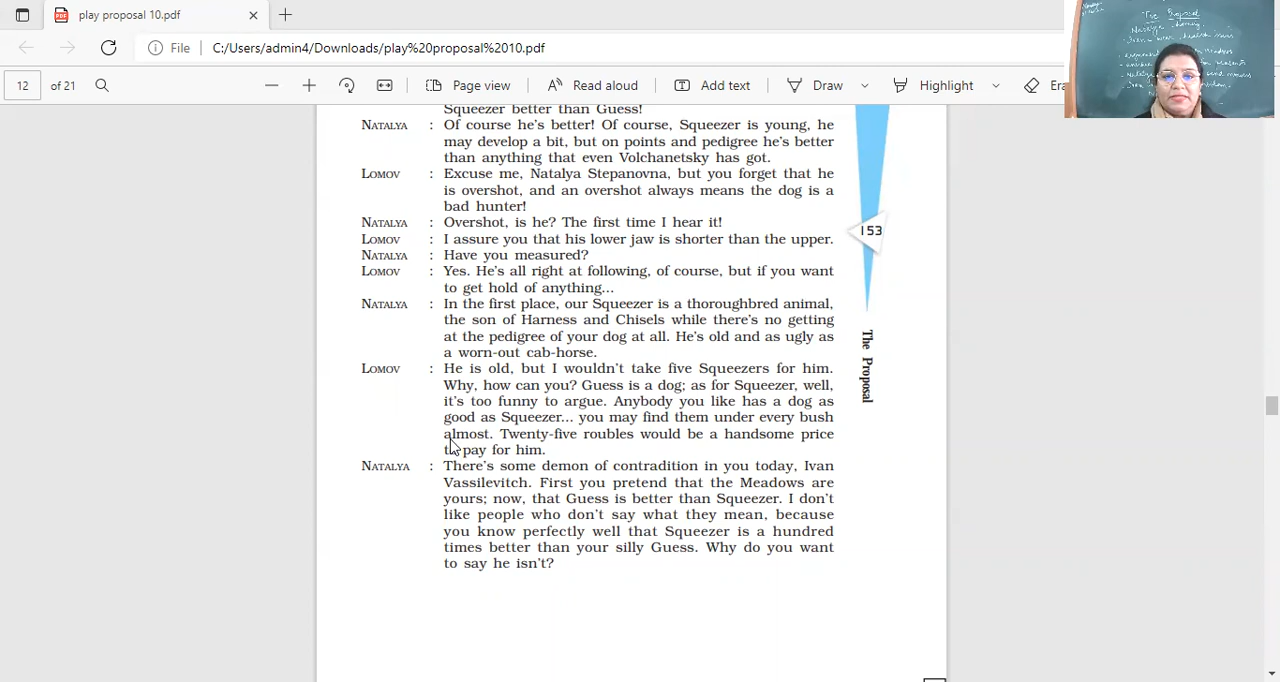 play proposal 10.pdf
File C:/Users/admin4/Downloads/play%20proposal%2010.pdf
12 of 21 Page view Read aloud Add text Draw Highlight
The Proposal
Squeezer better than Guess!
NATALYA : Of course he's better! Of course, Squeezer is young, he
may develop a bit, but on points and pedigree he's better
than anything that even Volchanetsky has got.
LOMOV : Excuse me, Natalya Stepanovna, but you forget that he
is overshot, and an overshot always means the dog is a
bad hunter!
NATALYA : Overshot, is he? The first time I hear it!
LOMOV : I assure you that his lower jaw is shorter than the upper.
NATALYA : Have you measured?
LOMOV : Yes. He's all right at following, of course, but if you want
to get hold of anything...
NATALYA : In the first place, our Squeezer is a thoroughbred animal,
the son of Harness and Chisels while there's no getting
at the pedigree of your dog at all. He's old and as ugly as
a worn-out cab-horse.
LOMOV : He is old, but I wouldn't take five Squeezers for him.
Why, how can you? Guess is a dog; as for Squeezer, well,
it's too funny to argue. Anybody you like has a dog as
good as Squeezer... you may find them under every bush
almost. Twenty-five roubles would be a handsome price
to pay for him.
NATALYA : There's some demon of contradition in you today, Ivan
Vassilevitch. First you pretend that the Meadows are
yours; now, that Guess is better than Squeezer. I don't
like people who don't say what they mean, because
you know perfectly well that Squeezer is a hundred
times better than your silly Guess. Why do you want
to say he isn't?
153
The Proposal